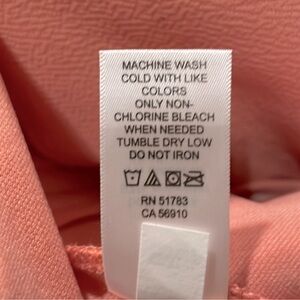 MACHINE WASH
COLD WITH LIKE
COLORS
ONLY NON-
CHLORINE BLEACH
WHEN NEEDED
TUMBLE DRY LOW
DO NOT IRON
RN 51783
CA 56910